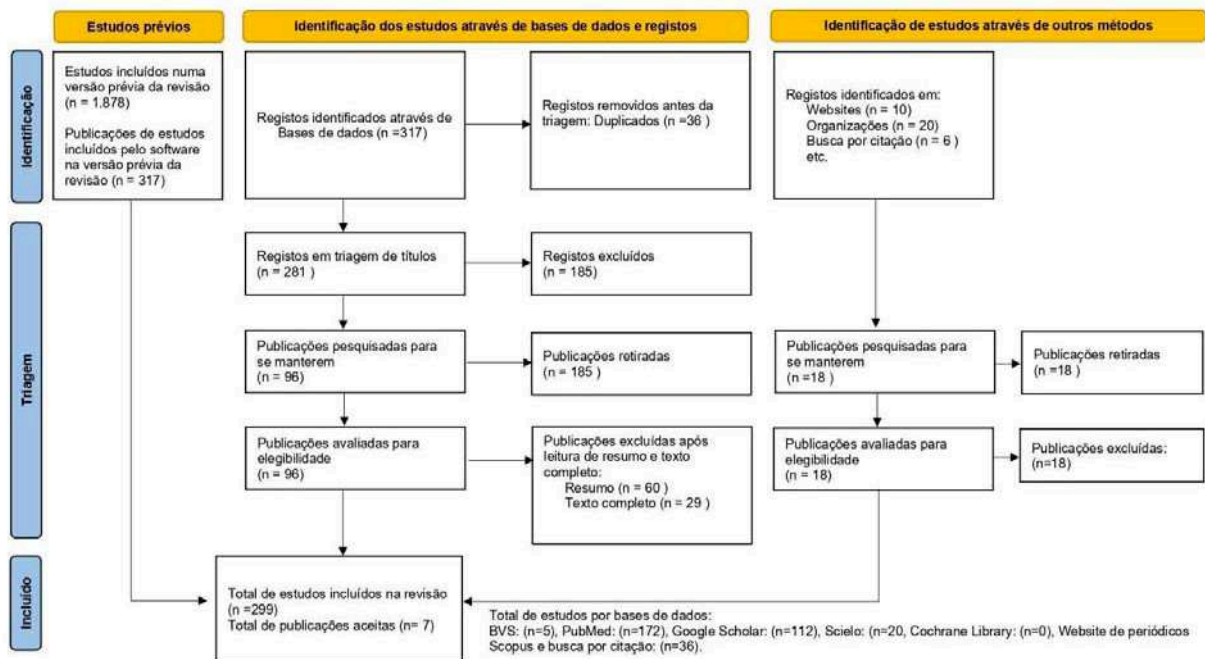 Estudos prévios
Identificação dos estudos através de bases de dados e registos
Identificação de estudos através de outros métodos
Identificação
Estudos incluídos numa
versão prévia da revisão
(n = 1.878)
Publicações de estudos
incluídos pelo software
na versão prévia da
revisão (n = 317)
Registos identificados através de
Bases de dados (n =317)
Registos removidos antes da
triagem: Duplicados (n =36 )
Registos identificados em:
Websites (n = 10)
Organizações (n = 20)
Busca por citação (n = 6 )
etc.
Triagem
Registos em triagem de títulos
(n = 281 )
Registos excluídos
(n = 185)
Publicações pesquisadas para
se manterem
(n = 96)
Publicações retiradas
(n = 185 )
Publicações pesquisadas para
se manterem
(n =18 )
Publicações retiradas
(n =18 )
Publicações avaliadas para
elegibilidade
(n = 96)
Publicações excluídas após
leitura de resumo e texto
completo:
Resumo (n = 60 )
Texto completo (n = 29 )
Publicações avaliadas para
elegibilidade
(n = 18)
Publicações excluídas:
(n=18)
Incluído
Total de estudos incluídos na revisão
(n =299)
Total de publicações aceitas (n= 7)
Total de estudos por bases de dados:
BVS: (n=5), PubMed: (n=172), Google Scholar: (n=112), Scielo: (n=20, Cochrane Library: (n=0), Website de periódicos
Scopus e busca por citação: (n=36).